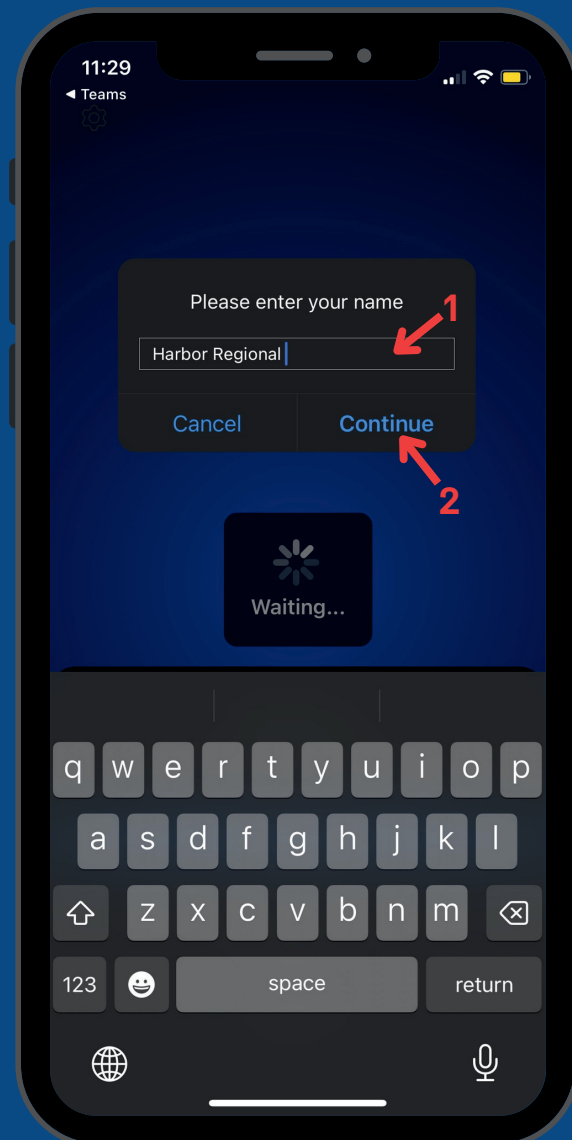 11:29
◀ Teams
Please enter your name
1
Harbor Regional
Cancel
Continue
2
Waiting...
q w e r t y u i o p
a s d f g h j k l
z x c v b n m
123
space
return